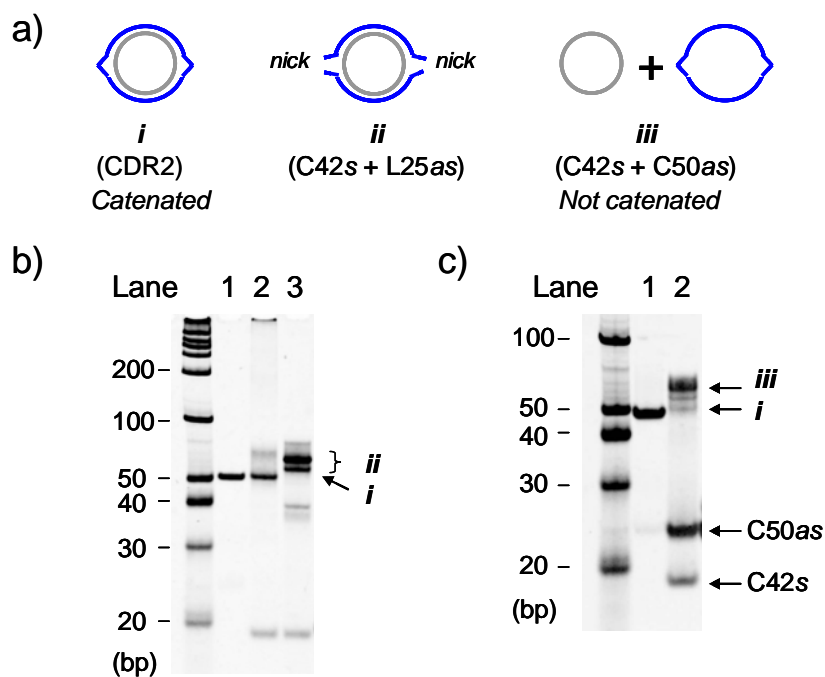 a)
nick nick
+
i ii iii
(CDR2) (C42s + L25as) (C42s + C50as)
Catenated Not catenated
b)
Lane 1 2 3
200
100
50
40
30
20
(bp)
ii
i
c)
Lane 1 2
100
50
40
30
20
(bp)
iii
i
C50as
C42s